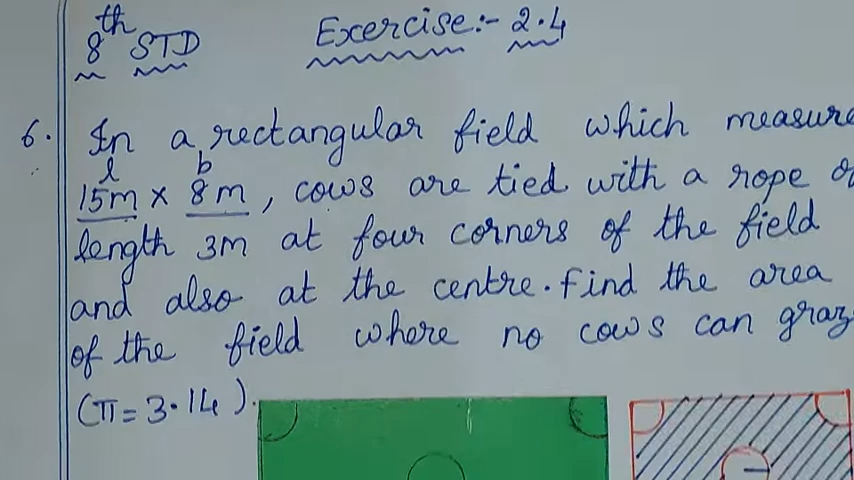 8th STD Exercise:- 2.4
6. In a rectangular field which measure
l b
15m x 8m, cows are tied with a rope o
length 3m at four corners of the field
and also at the centre. Find the area
of the field where no cows can graz
(π = 3.14).